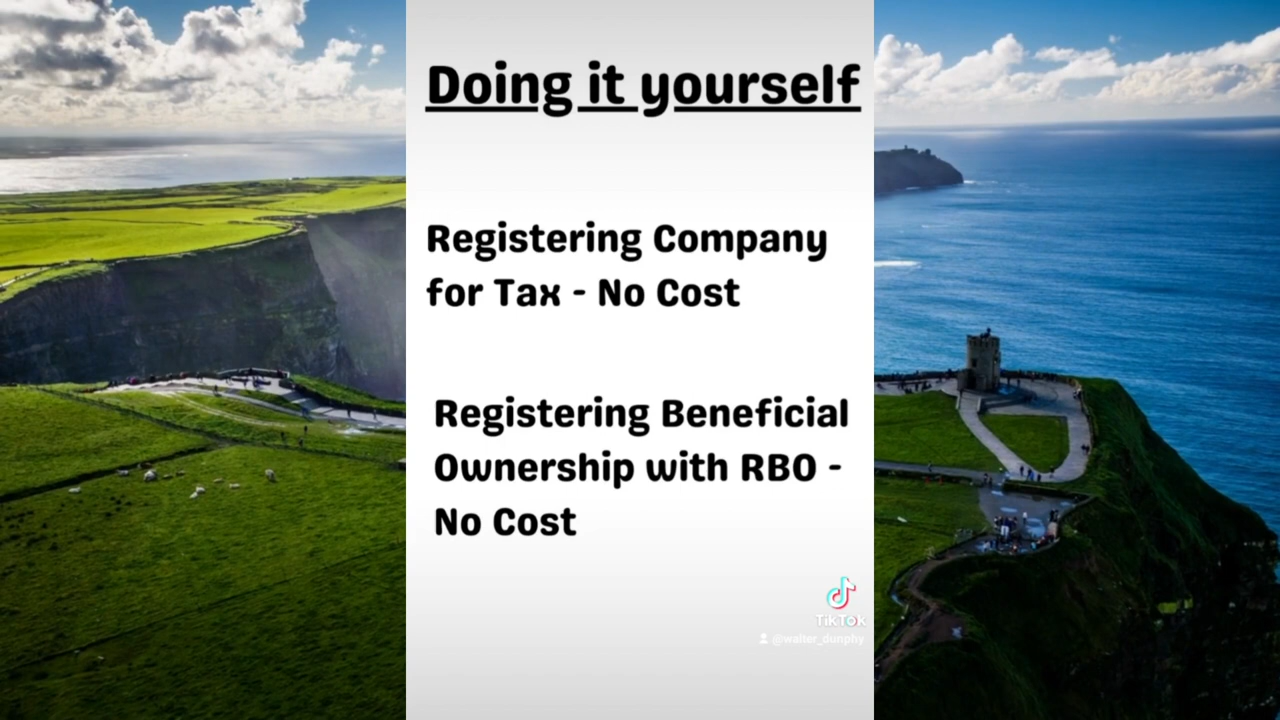 Doing it yourself
Registering Company
for Tax - No Cost
Registering Beneficial
Ownership with RBO -
No Cost
TikTok
@walter_dunphy